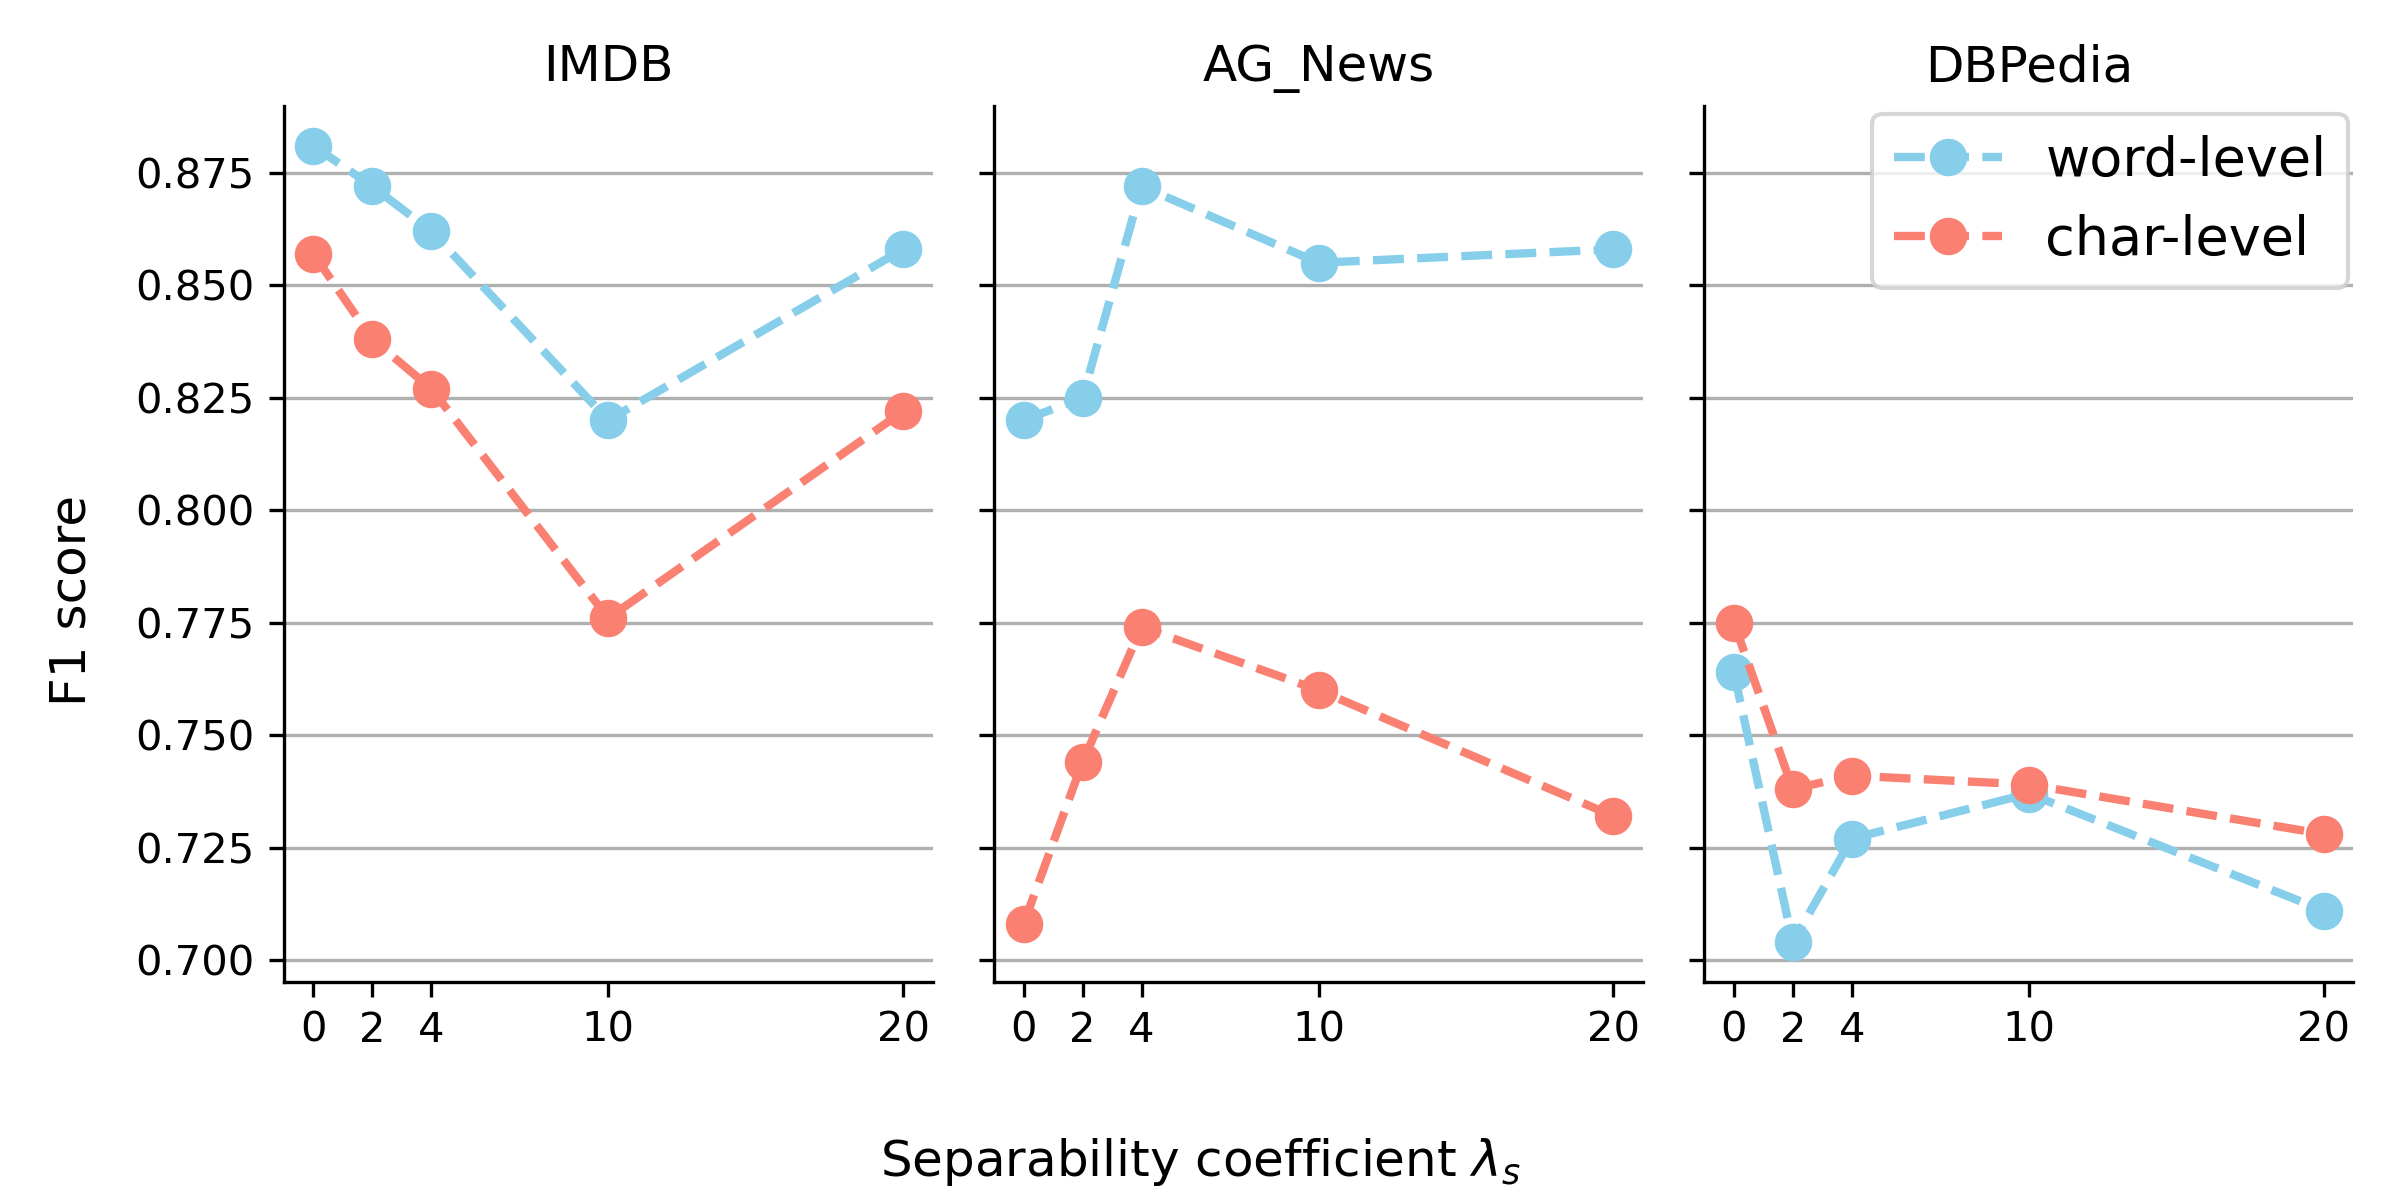 IMDB
AG_News
DBPedia
word-level
char-level
F1 score
0.875
0.850
0.825
0.800
0.775
0.750
0.725
0.700
0 2 4 10 20
0 2 4 10 20
0 2 4 10 20
Separability coefficient λₛ